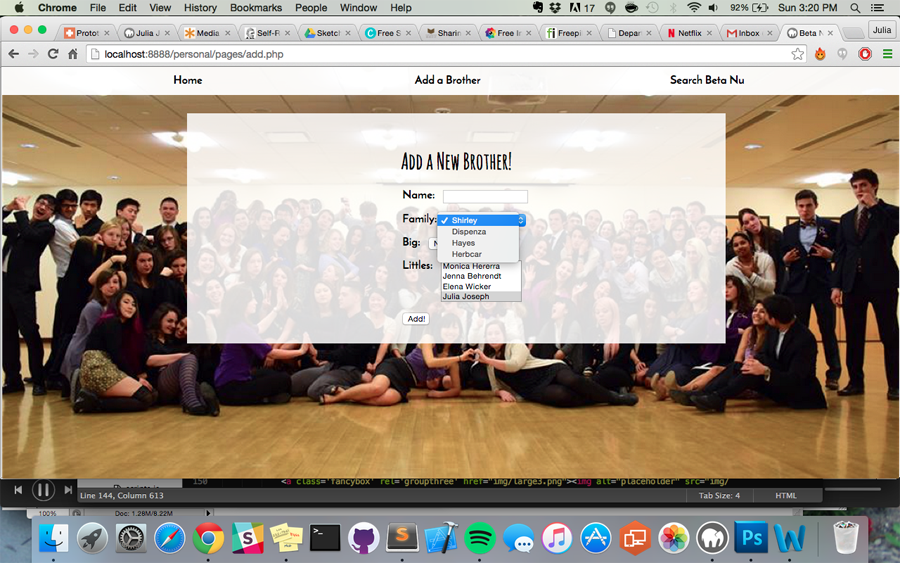 Chrome File Edit View History Bookmarks People Window Help 17 92% Sun 3:20 PM
Protot Julia J Media Self-R Sketch Free S Sharin Free Ir Freepi Depar Netflix Inbox Beta N Julia
localhost:8888/personal/pages/add.php
Home Add a Brother Search Beta Nu
Add a New Brother!
Name:
Family: Shirley
Dispenza
Hayes
Herbcar
Big: N
Littles: Monica Hererra
Jenna Behrendt
Elena Wicker
Julia Joseph
Add!
scripts.js 150 <a class='fancybox' rel='groupthree' href="img/large3.png"><img alt="placeholder" src="img/
Line 144, Column 613 Tab Size: 4 HTML
100% Doc: 1.28M/8.22M